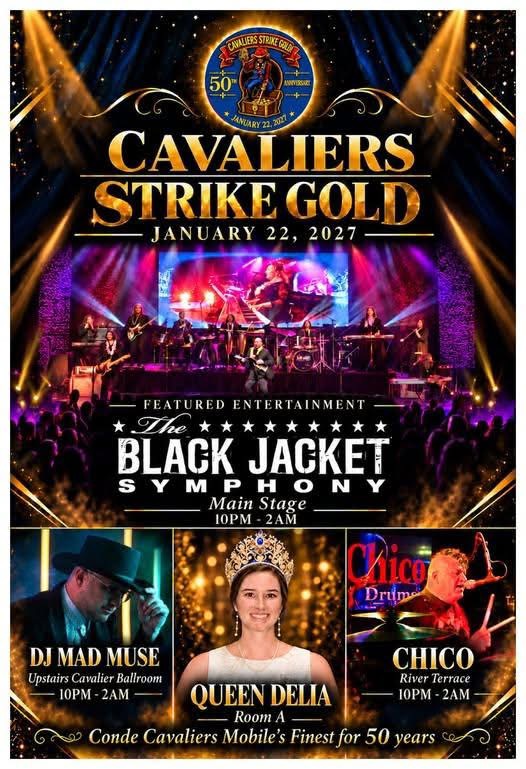 CAVALIERS STRIKE GOLD!
50TH ANNIVERSARY
★ JANUARY 22, 2027 ★
CAVALIERS
STRIKE GOLD
JANUARY 22, 2027
FEATURED ENTERTAINMENT
The
BLACK JACKET
SYMPHONY
Main Stage
10PM - 2AM
Chico
Drums
DJ MAD MUSE
Upstairs Cavalier Ballroom
10PM - 2AM
QUEEN DELIA
Room A
CHICO
River Terrace
10PM - 2AM
Conde Cavaliers Mobile's Finest for 50 years